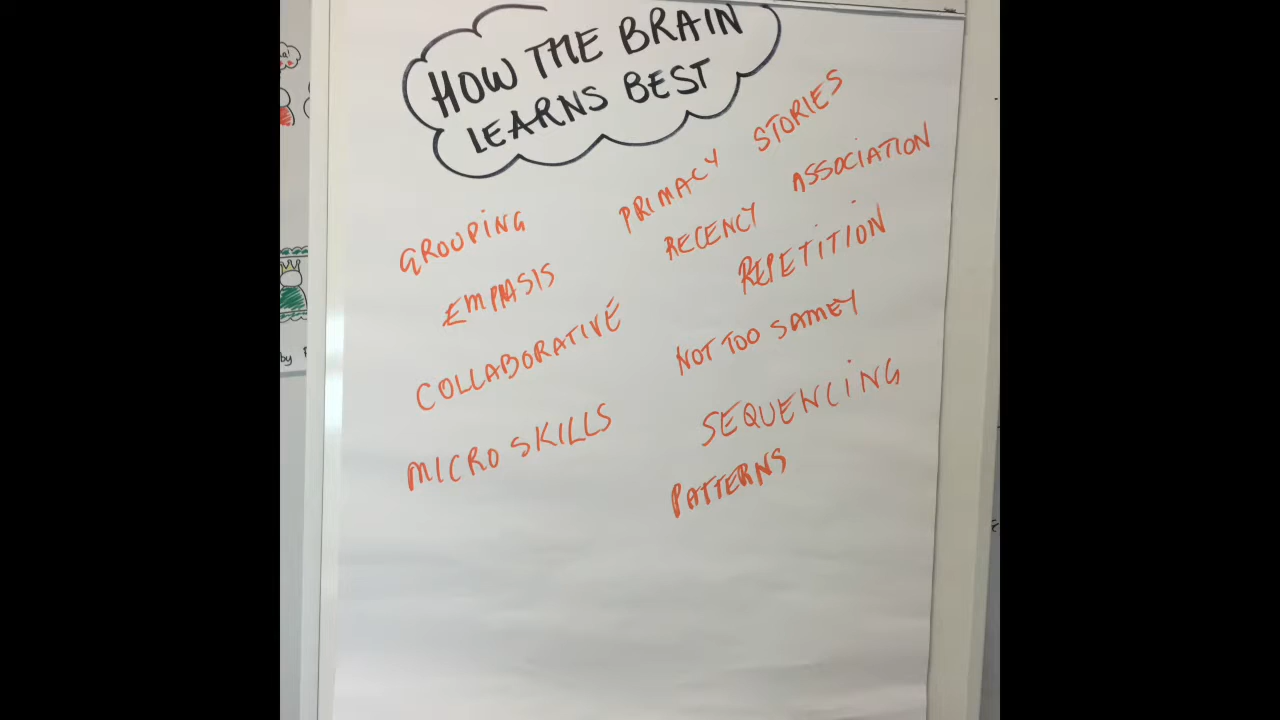 HOW THE BRAIN
LEARNS BEST
GROUPING
EMPHASIS
COLLABORATIVE
MICRO SKILLS
PRIMACY
RECENCY
STORIES
ASSOCIATION
REPETITION
NOT TOO SAMEY
SEQUENCING
PATTERNS
by